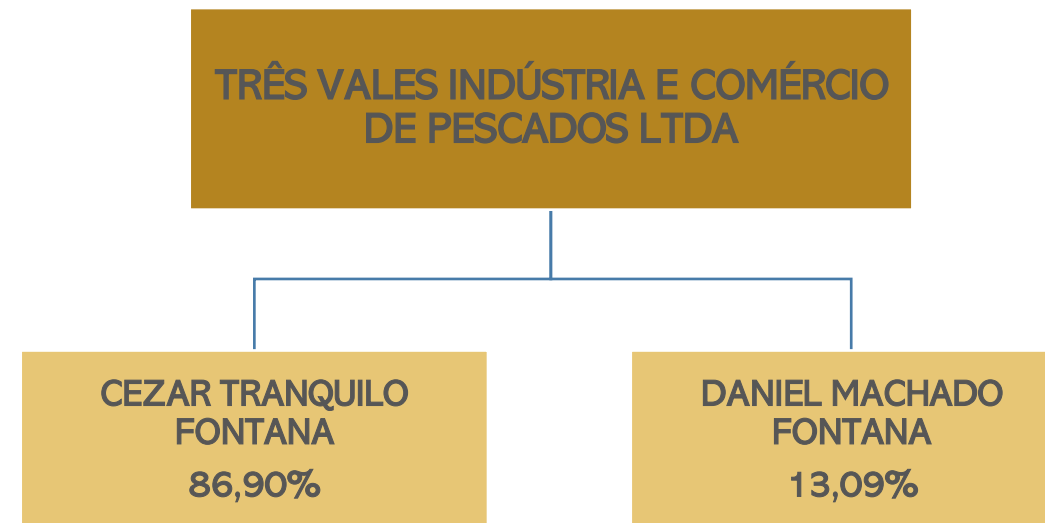 TRÊS VALES INDÚSTRIA E COMÉRCIO
DE PESCADOS LTDA
CEZAR TRANQUILO
FONTANA
86,90%
DANIEL MACHADO
FONTANA
13,09%